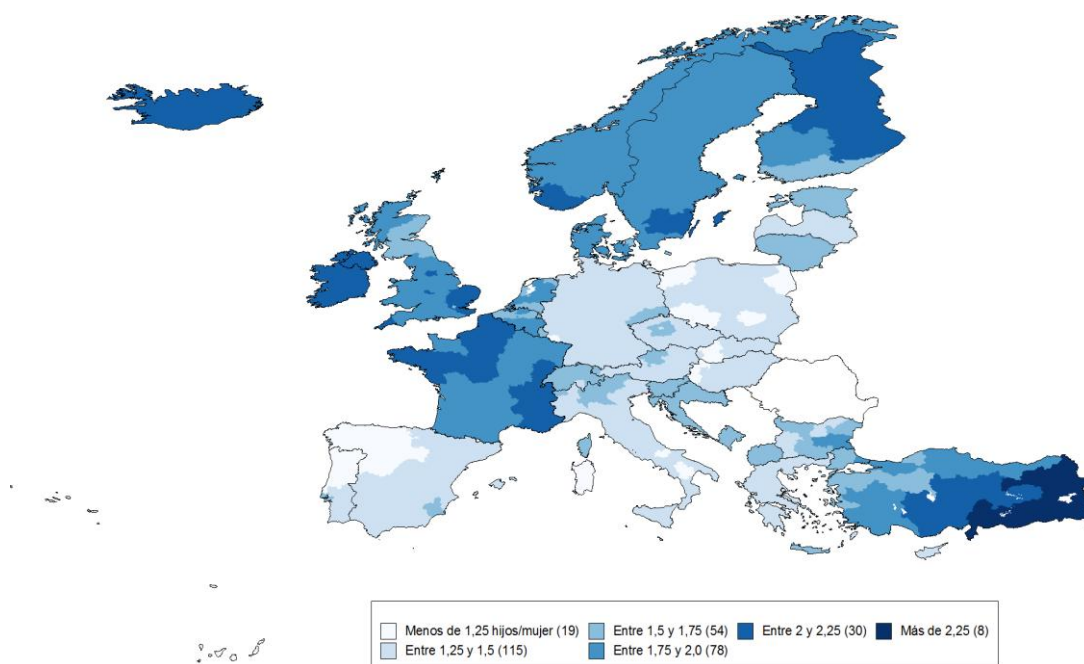 Menos de 1,25 hijos/mujer (19) Entre 1,5 y 1,75 (54) Entre 2 y 2,25 (30) Más de 2,25 (8)
Entre 1,25 y 1,5 (115) Entre 1,75 y 2,0 (78)